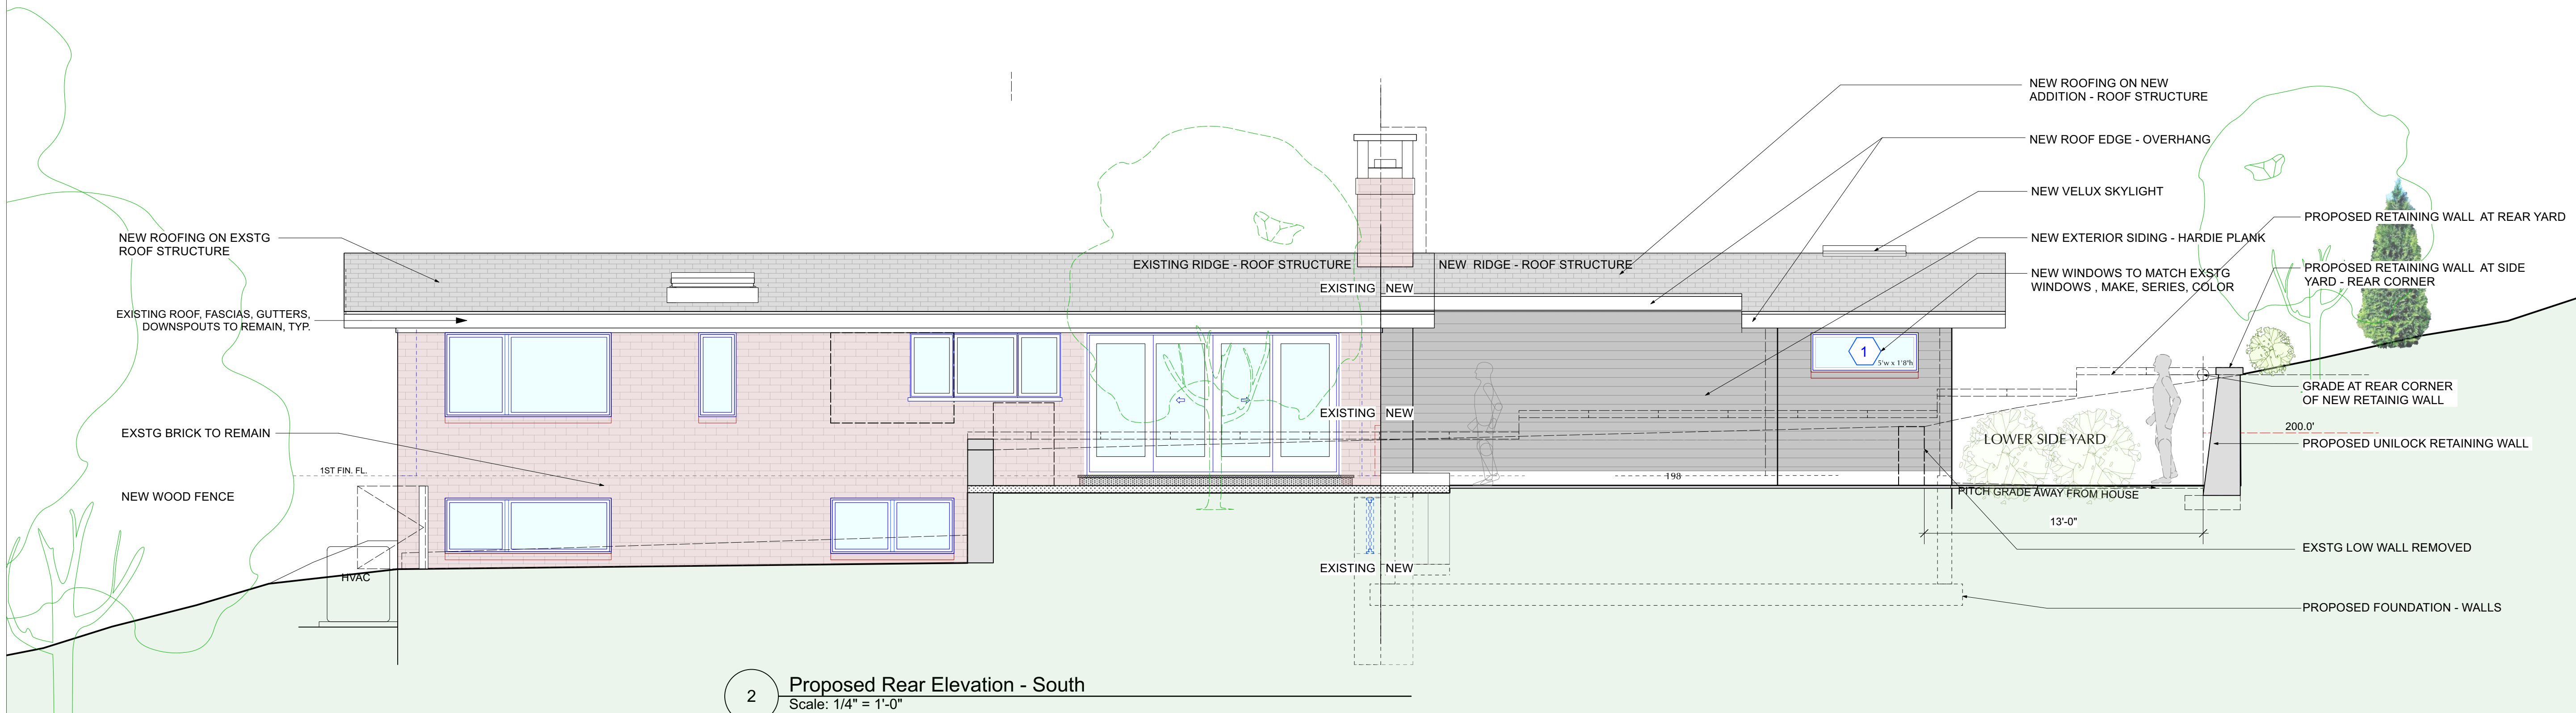 NEW ROOFING ON NEW
ADDITION - ROOF STRUCTURE
NEW ROOF EDGE - OVERHANG
NEW VELUX SKYLIGHT
PROPOSED RETAINING WALL AT REAR YARD
NEW ROOFING ON EXSTG
ROOF STRUCTURE
NEW EXTERIOR SIDING - HARDIE PLANK
EXISTING RIDGE - ROOF STRUCTURE
NEW RIDGE - ROOF STRUCTURE
PROPOSED RETAINING WALL AT SIDE
YARD - REAR CORNER
NEW WINDOWS TO MATCH EXSTG
WINDOWS , MAKE, SERIES, COLOR
EXISTING NEW
EXISTING ROOF, FASCIAS, GUTTERS,
DOWNSPOUTS TO REMAIN, TYP.
1
5'w x 1'8"h
GRADE AT REAR CORNER
OF NEW RETAINIG WALL
EXISTING NEW
200.0'
EXSTG BRICK TO REMAIN
LOWER SIDE YARD
PROPOSED UNILOCK RETAINING WALL
1ST FIN. FL.
198
NEW WOOD FENCE
PITCH GRADE AWAY FROM HOUSE
13'-0"
EXSTG LOW WALL REMOVED
EXISTING NEW
HVAC
PROPOSED FOUNDATION - WALLS
2
Proposed Rear Elevation - South
Scale: 1/4" = 1'-0"